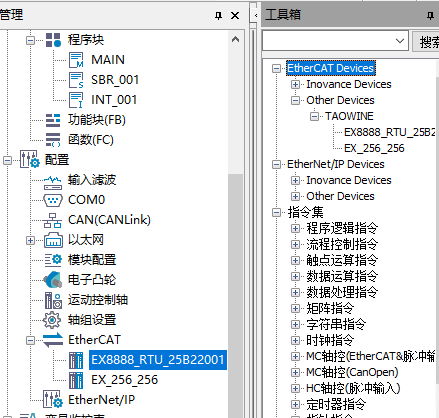 管理
程序块
MAIN
SBR_001
INT_001
功能块(FB)
函数(FC)
配置
输入滤波
COM0
CAN(CANLink)
以太网
模块配置
电子凸轮
运动控制轴
轴组设置
EtherCAT
EX8888_RTU_25B22001
EX_256_256
EtherNet/IP
工具箱
搜索
EtherCAT Devices
Inovance Devices
Other Devices
TAOWINE
EX8888_RTU_25B2
EX_256_256
EtherNet/IP Devices
Inovance Devices
Other Devices
指令集
程序逻辑指令
流程控制指令
触点运算指令
数据运算指令
数据处理指令
矩阵指令
字符串指令
时钟指令
MC轴控(EtherCAT&脉冲输
MC轴控(CanOpen)
HC轴控(脉冲输入)
定时器指令